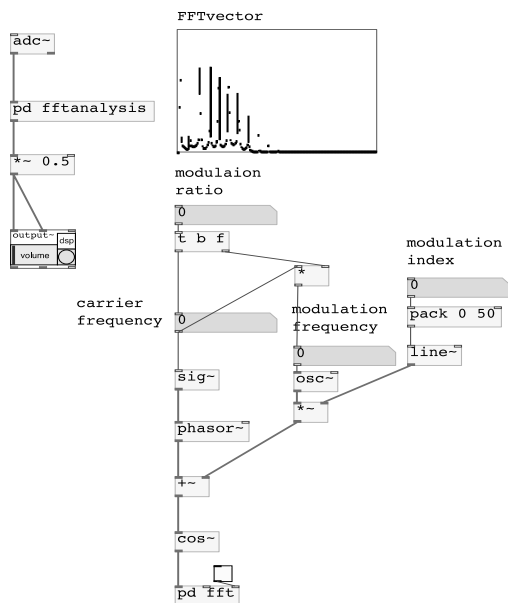 FFTvector
adc~
pd fftanalysis
*~ 0.5
output~
dsp
volume
modulaion
ratio
0
t b f
*
modulation
index
0
pack 0 50
line~
carrier
frequency
0
modulation
frequency
0
sig~
osc~
*~
phasor~
+~
cos~
pd fft